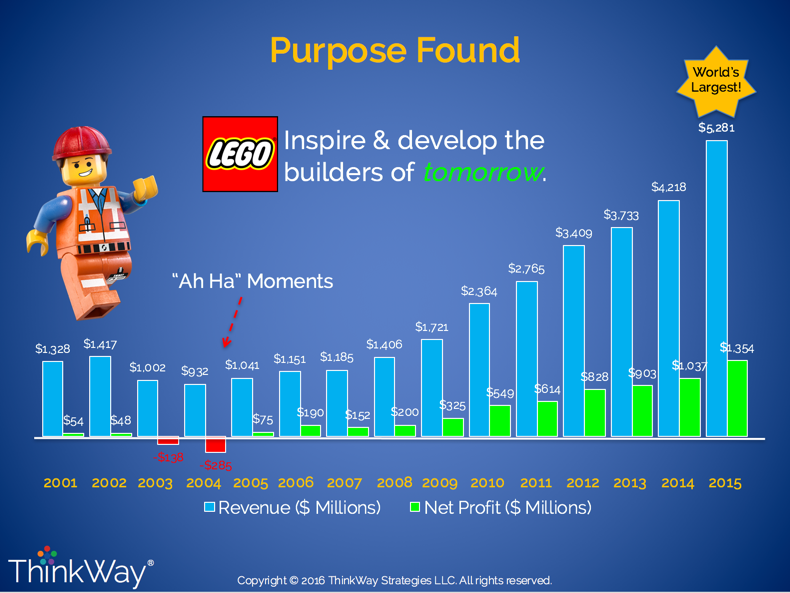 Purpose Found
World's
Largest!
LEGO
Inspire & develop the
builders of tomorrow.
"Ah Ha" Moments
$1,328 $1,417 $1,002 $932 $1,041 $1,151 $1,185 $1,406 $1,721 $2,364 $2,765 $3,409 $3,733 $4,218 $5,281
$54 $48 -$138 -$285 $75 $190 $152 $200 $325 $549 $614 $828 $903 $1,037 $1,354
2001 2002 2003 2004 2005 2006 2007 2008 2009 2010 2011 2012 2013 2014 2015
Revenue ($ Millions) Net Profit ($ Millions)
ThinkWay®
Copyright © 2016 ThinkWay Strategies LLC. All rights reserved.